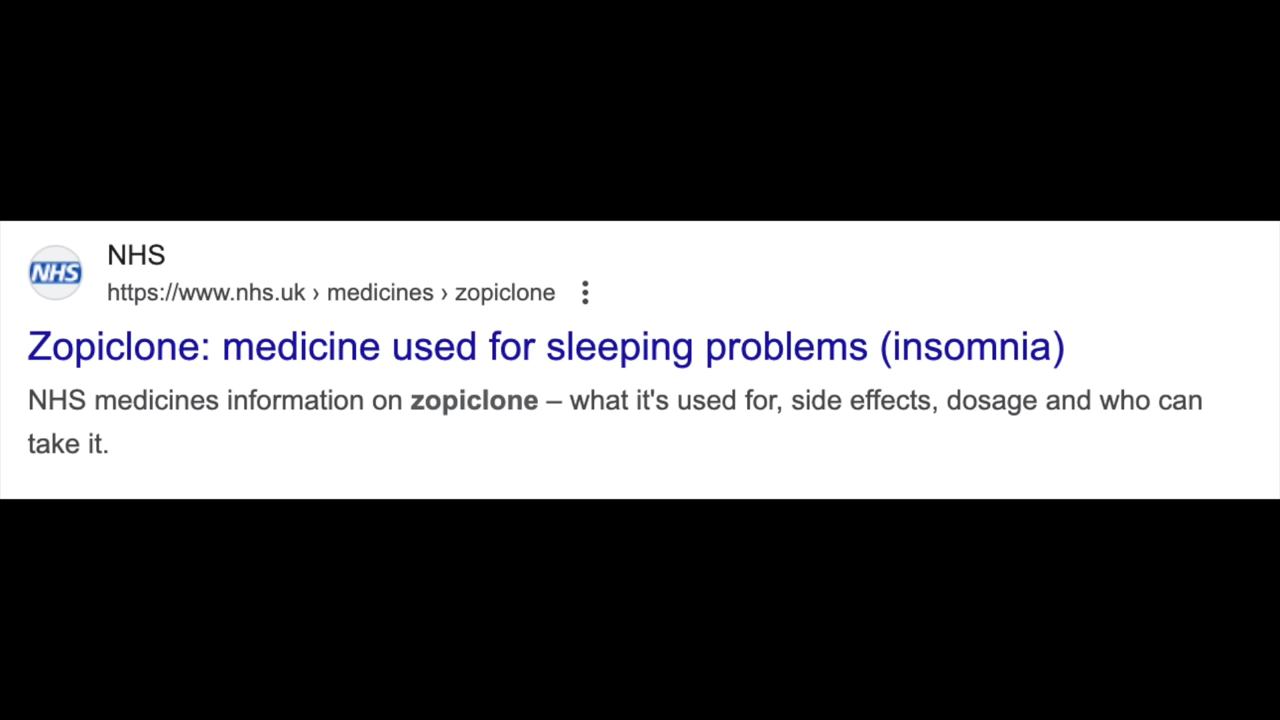 NHS
NHS
https://www.nhs.uk › medicines › zopiclone
Zopiclone: medicine used for sleeping problems (insomnia)
NHS medicines information on zopiclone – what it's used for, side effects, dosage and who can
take it.